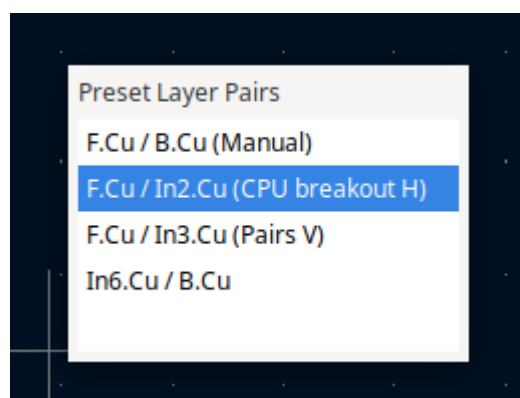 Preset Layer Pairs
F.Cu / B.Cu (Manual)
F.Cu / In2.Cu (CPU breakout H)
F.Cu / In3.Cu (Pairs V)
In6.Cu / B.Cu